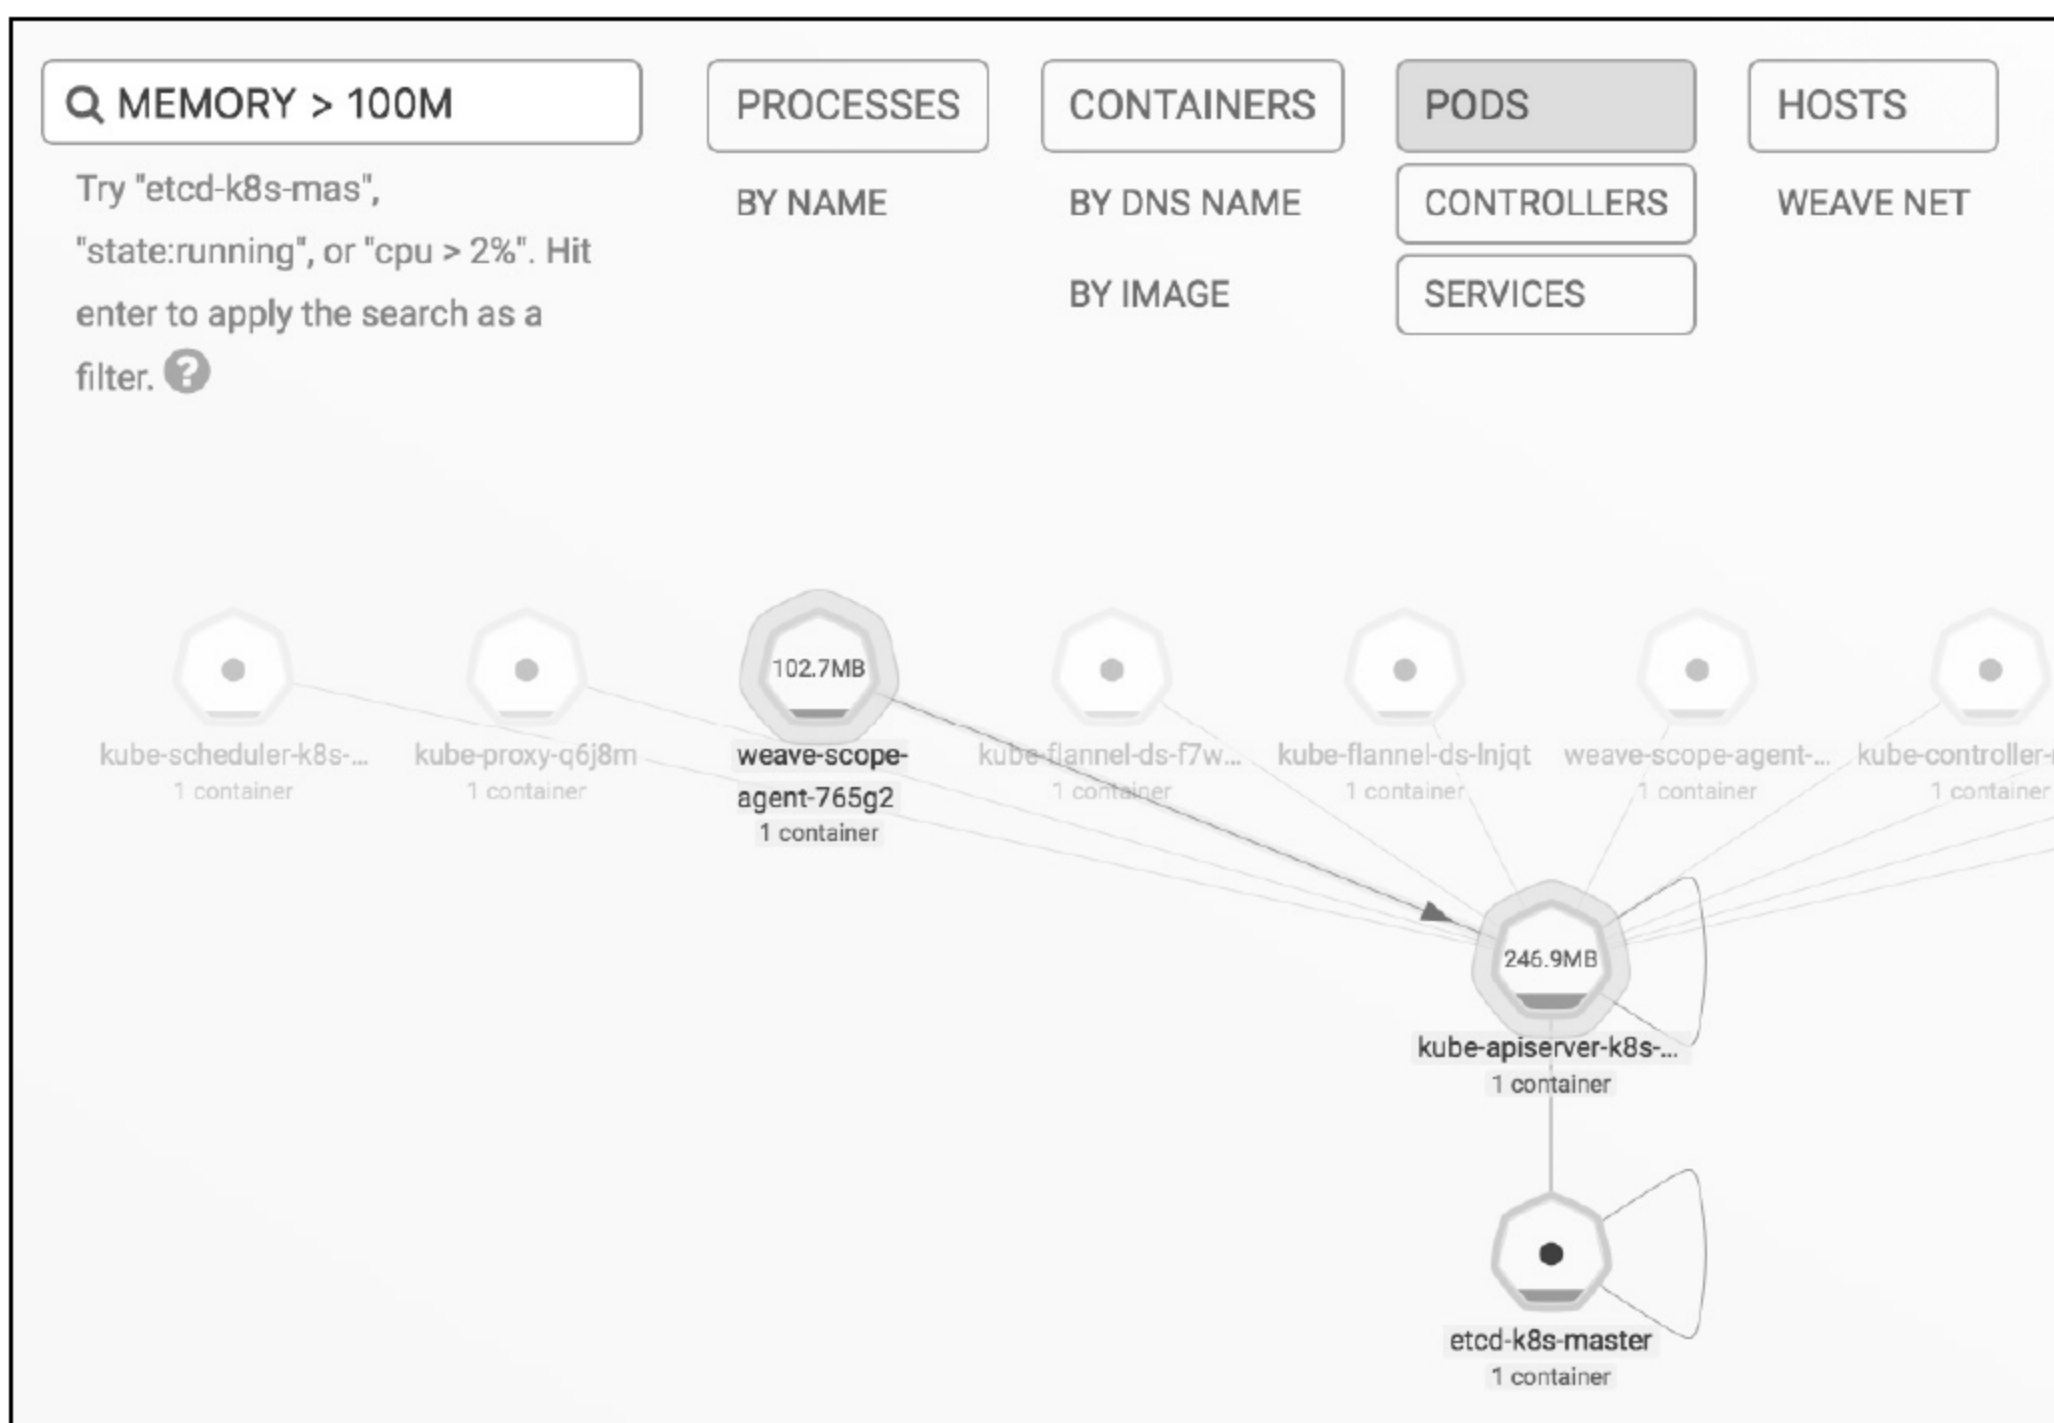 MEMORY > 100M
PROCESSES
CONTAINERS
PODS
HOSTS
Try "etcd-k8s-mas",
"state:running", or "cpu > 2%". Hit
enter to apply the search as a
filter. ?
BY NAME
BY DNS NAME
CONTROLLERS
WEAVE NET
BY IMAGE
SERVICES
102.7MB
kube-scheduler-k8s-...
1 container
kube-proxy-q6j8m
1 container
weave-scope-
agent-765g2
1 container
kube-flannel-ds-f7w...
1 container
kube-flannel-ds-lnjqt
1 container
weave-scope-agent-...
1 container
kube-controller-
1 container
246.9MB
kube-apiserver-k8s-...
1 container
etcd-k8s-master
1 container